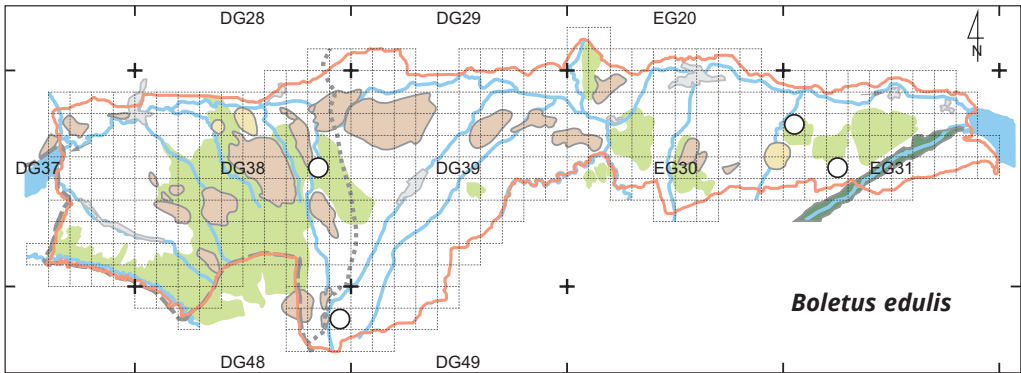 DG28 DG29 EG20
N
DG37 DG38 DG39 EG30 EG31
Boletus edulis
DG48 DG49